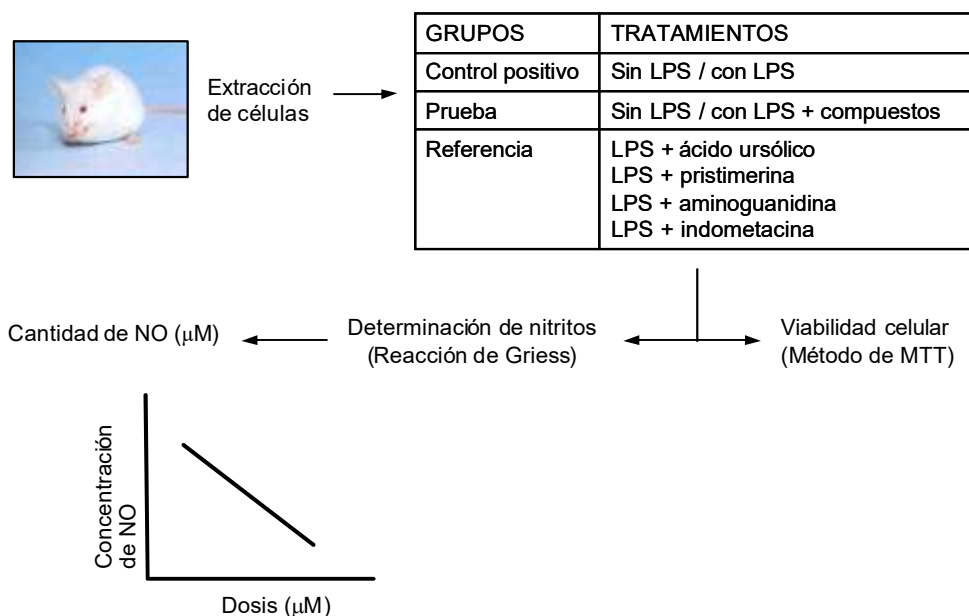 GRUPOS TRATAMIENTOS
Control positivo Sin LPS / con LPS
Prueba Sin LPS / con LPS + compuestos
Referencia LPS + ácido ursólico
LPS + pristimerina
LPS + aminoguanidina
LPS + indometacina
Extracción
de células
Cantidad de NO (μM)
Determinación de nitritos
(Reacción de Griess)
Viabilidad celular
(Método de MTT)
Concentración
de NO
Dosis (μM)